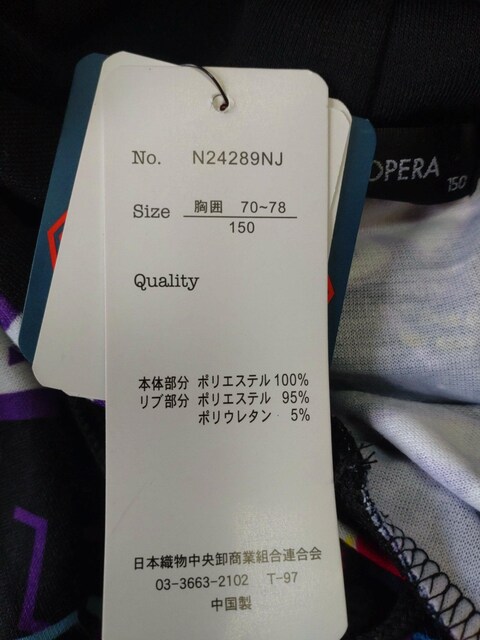 No. N24289NJ
Size 胸囲 70~78
150
Quality
本体部分 ポリエステル 100%
リブ部分 ポリエステル 95%
ポリウレタン 5%
日本織物中央卸商業組合連合会
03-3663-2102 T-97
中国製
OPERA
150